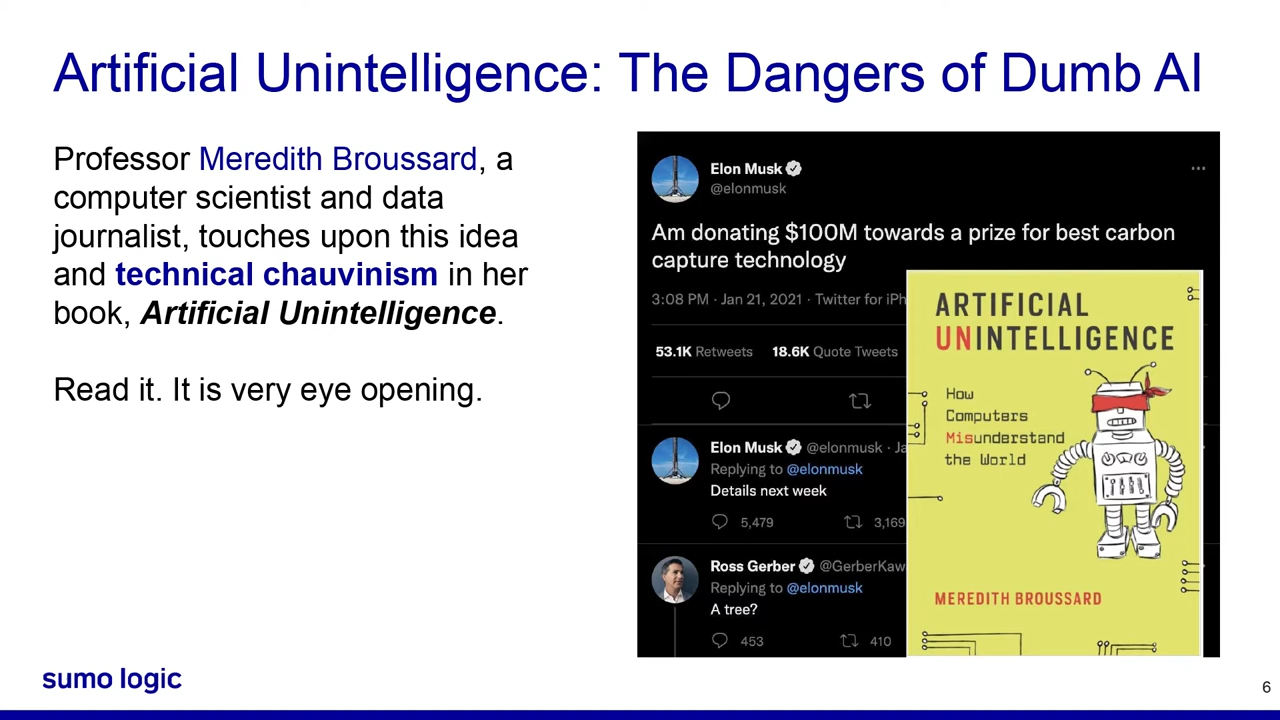 Artificial Unintelligence: The Dangers of Dumb AI
Professor Meredith Broussard, a
computer scientist and data
journalist, touches upon this idea
and technical chauvinism in her
book, Artificial Unintelligence.
Read it. It is very eye opening.
Elon Musk
@elonmusk
Am donating $100M towards a prize for best carbon
capture technology
3:08 PM · Jan 21, 2021 · Twitter for iPh
53.1K Retweets 18.6K Quote Tweets
Elon Musk @elonmusk · Ja
Replying to @elonmusk
Details next week
5,479 3,169
Ross Gerber @GerberKaw
Replying to @elonmusk
A tree?
453 410
ARTIFICIAL
UNINTELLIGENCE
How
Computers
Misunderstand
the World
MEREDITH BROUSSARD
sumo logic
6